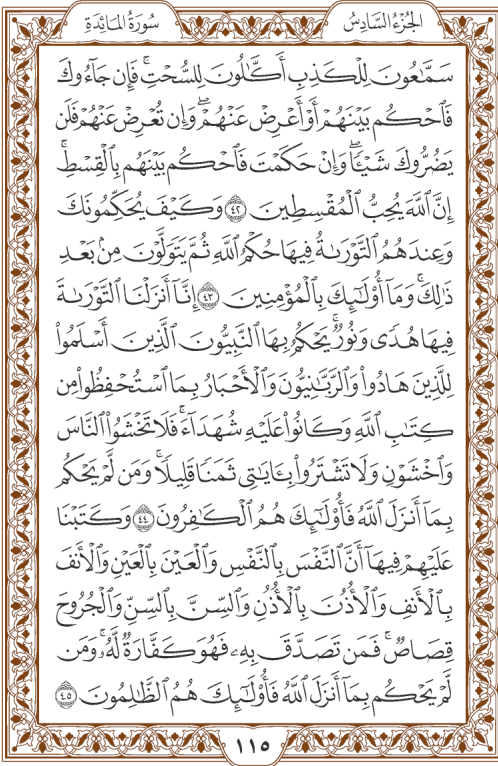 الجُزْءُ السَّادِسُ
سُورَةُ المَائِدَةِ
سَمَّٰعُونَ لِلْكَذِبِ أَكَّٰلُونَ لِلسُّحْتِۚ فَإِن جَآءُوكَ
فَٱحْكُم بَيْنَهُمْ أَوْ أَعْرِضْ عَنْهُمْۖ وَإِن تُعْرِضْ عَنْهُمْ فَلَن
يَضُرُّوكَ شَيْـًٔاۖ وَإِنْ حَكَمْتَ فَٱحْكُم بَيْنَهُم بِٱلْقِسْطِۚ
إِنَّ ٱللَّهَ يُحِبُّ ٱلْمُقْسِطِينَ ٤٢ وَكَيْفَ يُحَكِّمُونَكَ
وَعِندَهُمُ ٱلتَّوْرَىٰةُ فِيهَا حُكْمُ ٱللَّهِ ثُمَّ يَتَوَلَّوْنَ مِنۢ بَعْدِ
ذَٰلِكَۚ وَمَآ أُو۟لَٰٓئِكَ بِٱلْمُؤْمِنِينَ ٤٣ إِنَّآ أَنزَلْنَا ٱلتَّوْرَىٰةَ
فِيهَا هُدًى وَنُورٌۚ يَحْكُمُ بِهَا ٱلنَّبِيُّونَ ٱلَّذِينَ أَسْلَمُوا۟
لِلَّذِينَ هَادُوا۟ وَٱلرَّبَّٰنِيُّونَ وَٱلْأَحْبَارُ بِمَا ٱسْتُحْفِظُوا۟ مِن
كِتَٰبِ ٱللَّهِ وَكَانُوا۟ عَلَيْهِ شُهَدَآءَۚ فَلَا تَخْشَوُا۟ ٱلنَّاسَ
وَٱخْشَوْنِ وَلَا تَشْتَرُوا۟ بِـَٔايَٰتِى ثَمَنًا قَلِيلًاۚ وَمَن لَّمْ يَحْكُم
بِمَآ أَنزَلَ ٱللَّهُ فَأُو۟لَٰٓئِكَ هُمُ ٱلْكَٰفِرُونَ ٤٤ وَكَتَبْنَا
عَلَيْهِمْ فِيهَآ أَنَّ ٱلنَّفْسَ بِٱلنَّفْسِ وَٱلْعَيْنَ بِٱلْعَيْنِ وَٱلْأَنفَ
بِٱلْأَنفِ وَٱلْأُذُنَ بِٱلْأُذُنِ وَٱلسِّنَّ بِٱلسِّنِّ وَٱلْجُرُوحَ
قِصَاصٌۚ فَمَن تَصَدَّقَ بِهِۦ فَهُوَ كَفَّارَةٌ لَّهُۥۚ وَمَن
لَّمْ يَحْكُم بِمَآ أَنزَلَ ٱللَّهُ فَأُو۟لَٰٓئِكَ هُمُ ٱلظَّٰلِمُونَ ٤٥
١١٥